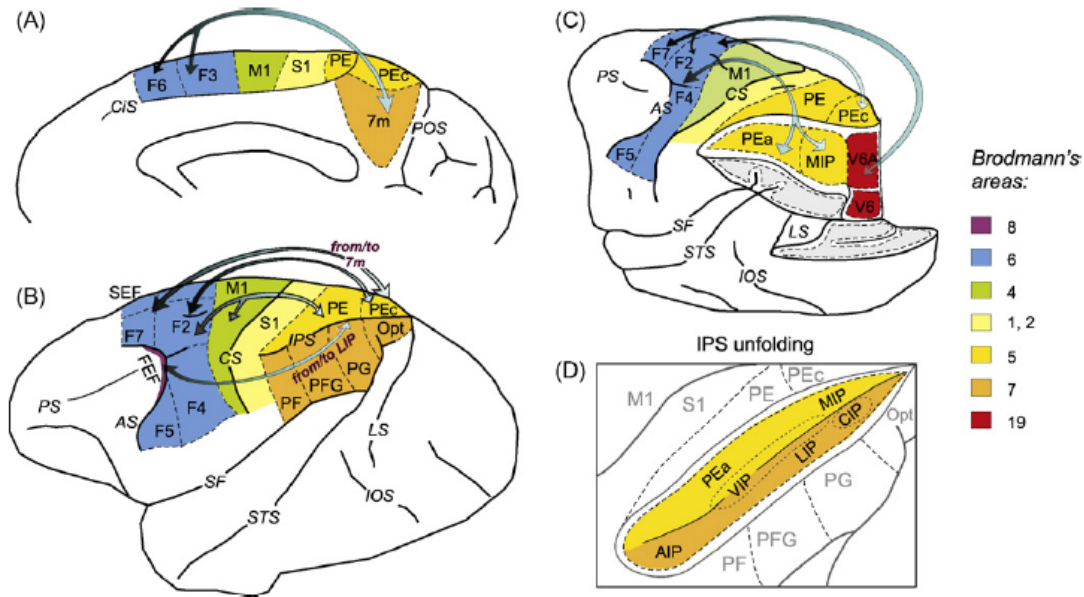 (A)
F6
F3
M1
S1
PE
PEc
7m
CiS
POS
(B)
from/to
7m
SEF
M1
F7
F2
S1
PE
PEc
CS
IPS
Opt
from/to LIP
FEF
PG
PFG
PF
F4
F5
PS
AS
SF
STS
LS
IOS
(C)
F7
F2
M1
PS
F4
CS
AS
PE
PEc
F5
PEa
MIP
V6A
V6
SF
STS
LS
IOS
IPS unfolding
(D)
M1
S1
PE
PEc
MIP
CIP
Opt
PEa
VIP
LIP
PG
AIP
PFG
PF
Brodmann's
areas:
8
6
4
1, 2
5
7
19